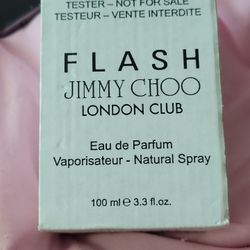 TESTER – NOT FOR SALE
TESTEUR – VENTE INTERDITE
FLASH
JIMMY CHOO
LONDON CLUB
Eau de Parfum
Vaporisateur - Natural Spray
100 ml e 3.3 fl.oz.